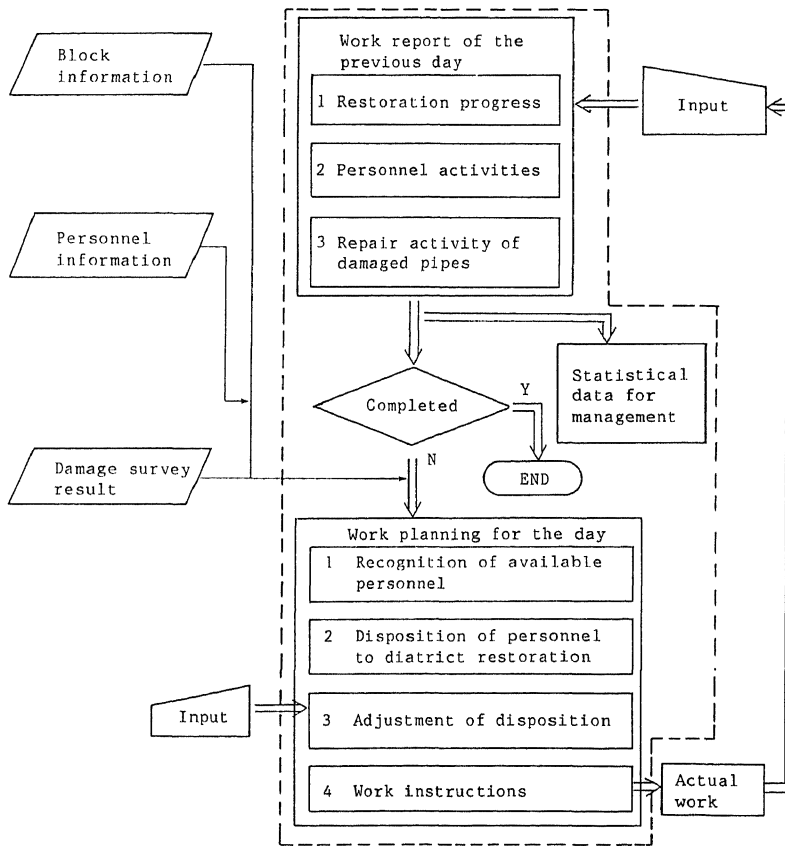 Block
information
Work report of the
previous day
1 Restoration progress
Input
2 Personnel activities
Personnel
information
3 Repair activity of
damaged pipes
Statistical
data for
management
Completed
Y
N
END
Damage survey
result
Work planning for the day
1 Recognition of available
personnel
2 Disposition of personnel
to diatrict restoration
Input
3 Adjustment of disposition
4 Work instructions
Actual
work